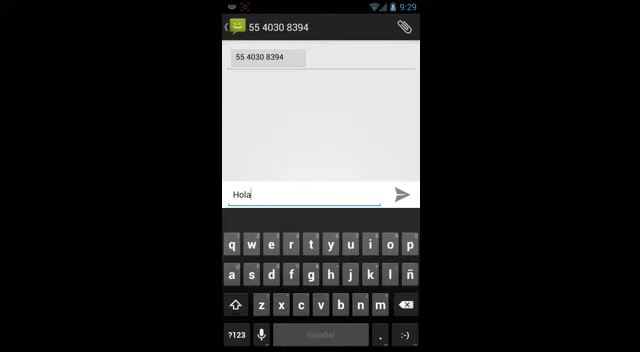 9:29
55 4030 8394
55 4030 8394
Hola
q w e r t y u i o p
a s d f g h j k l ñ
z x c v b n m
?123 Español . :-)